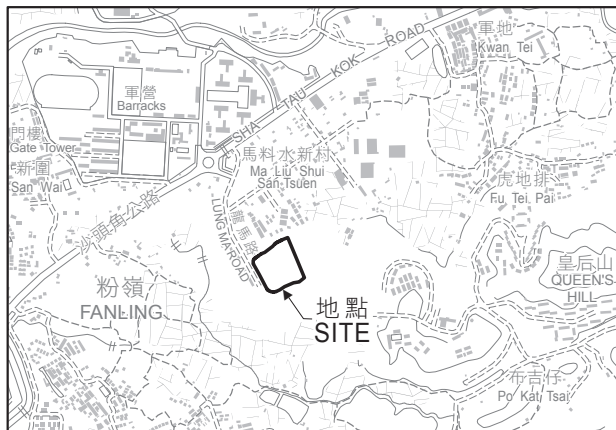 軍地
Kwan Tei
軍營
Barracks
SHA TAU KOK ROAD
門樓
Gate Tower
新圍
San Wai
馬料水新村
Ma Liu Shui
San Tsuen
虎地排
Fu Tei Pai
沙頭角公路
龍馬路
LUNG MA ROAD
皇后山
QUEEN'S
HILL
粉嶺
FANLING
地點
SITE
布吉仔
Po Kat Tsai